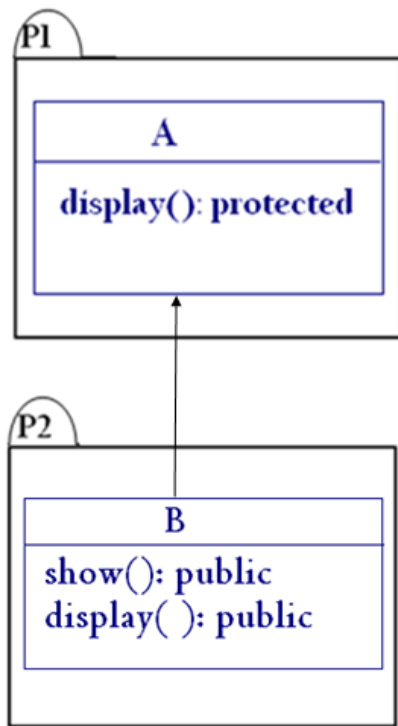 P1
A
display(): protected
P2
B
show(): public
display( ): public